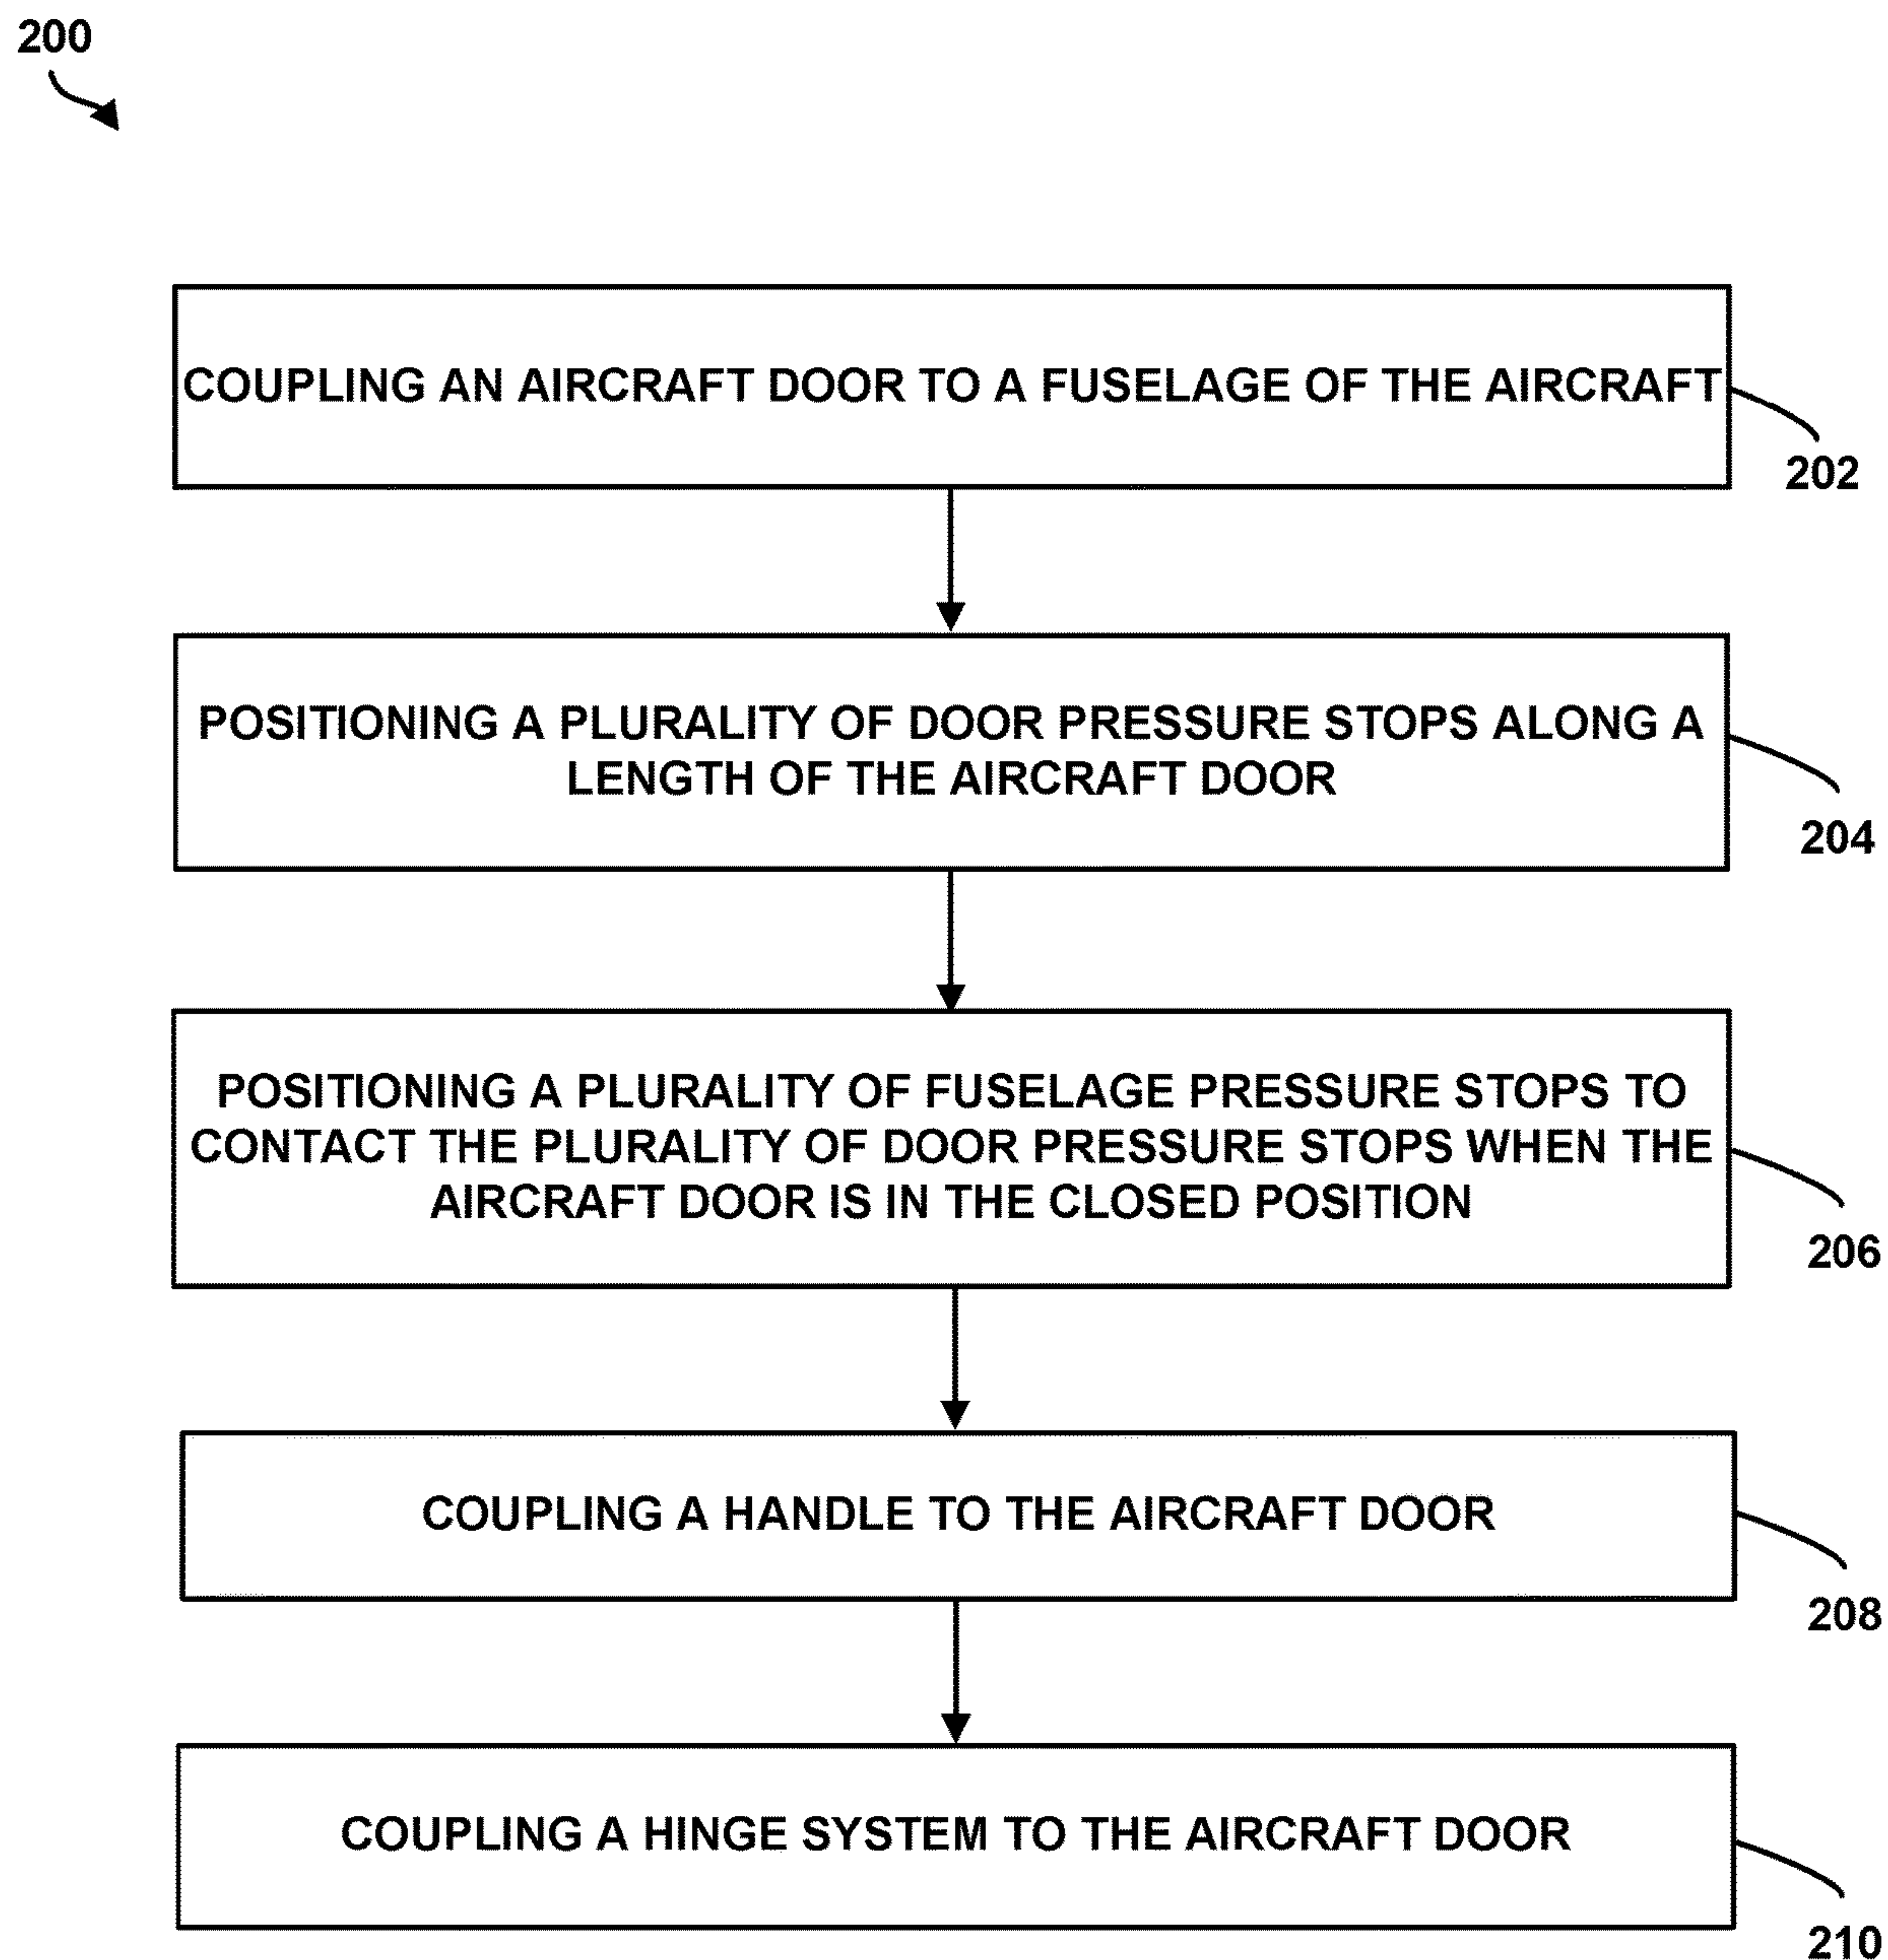 200
COUPLING AN AIRCRAFT DOOR TO A FUSELAGE OF THE AIRCRAFT
202
POSITIONING A PLURALITY OF DOOR PRESSURE STOPS ALONG A
LENGTH OF THE AIRCRAFT DOOR
204
POSITIONING A PLURALITY OF FUSELAGE PRESSURE STOPS TO
CONTACT THE PLURALITY OF DOOR PRESSURE STOPS WHEN THE
AIRCRAFT DOOR IS IN THE CLOSED POSITION
206
COUPLING A HANDLE TO THE AIRCRAFT DOOR
208
COUPLING A HINGE SYSTEM TO THE AIRCRAFT DOOR
210